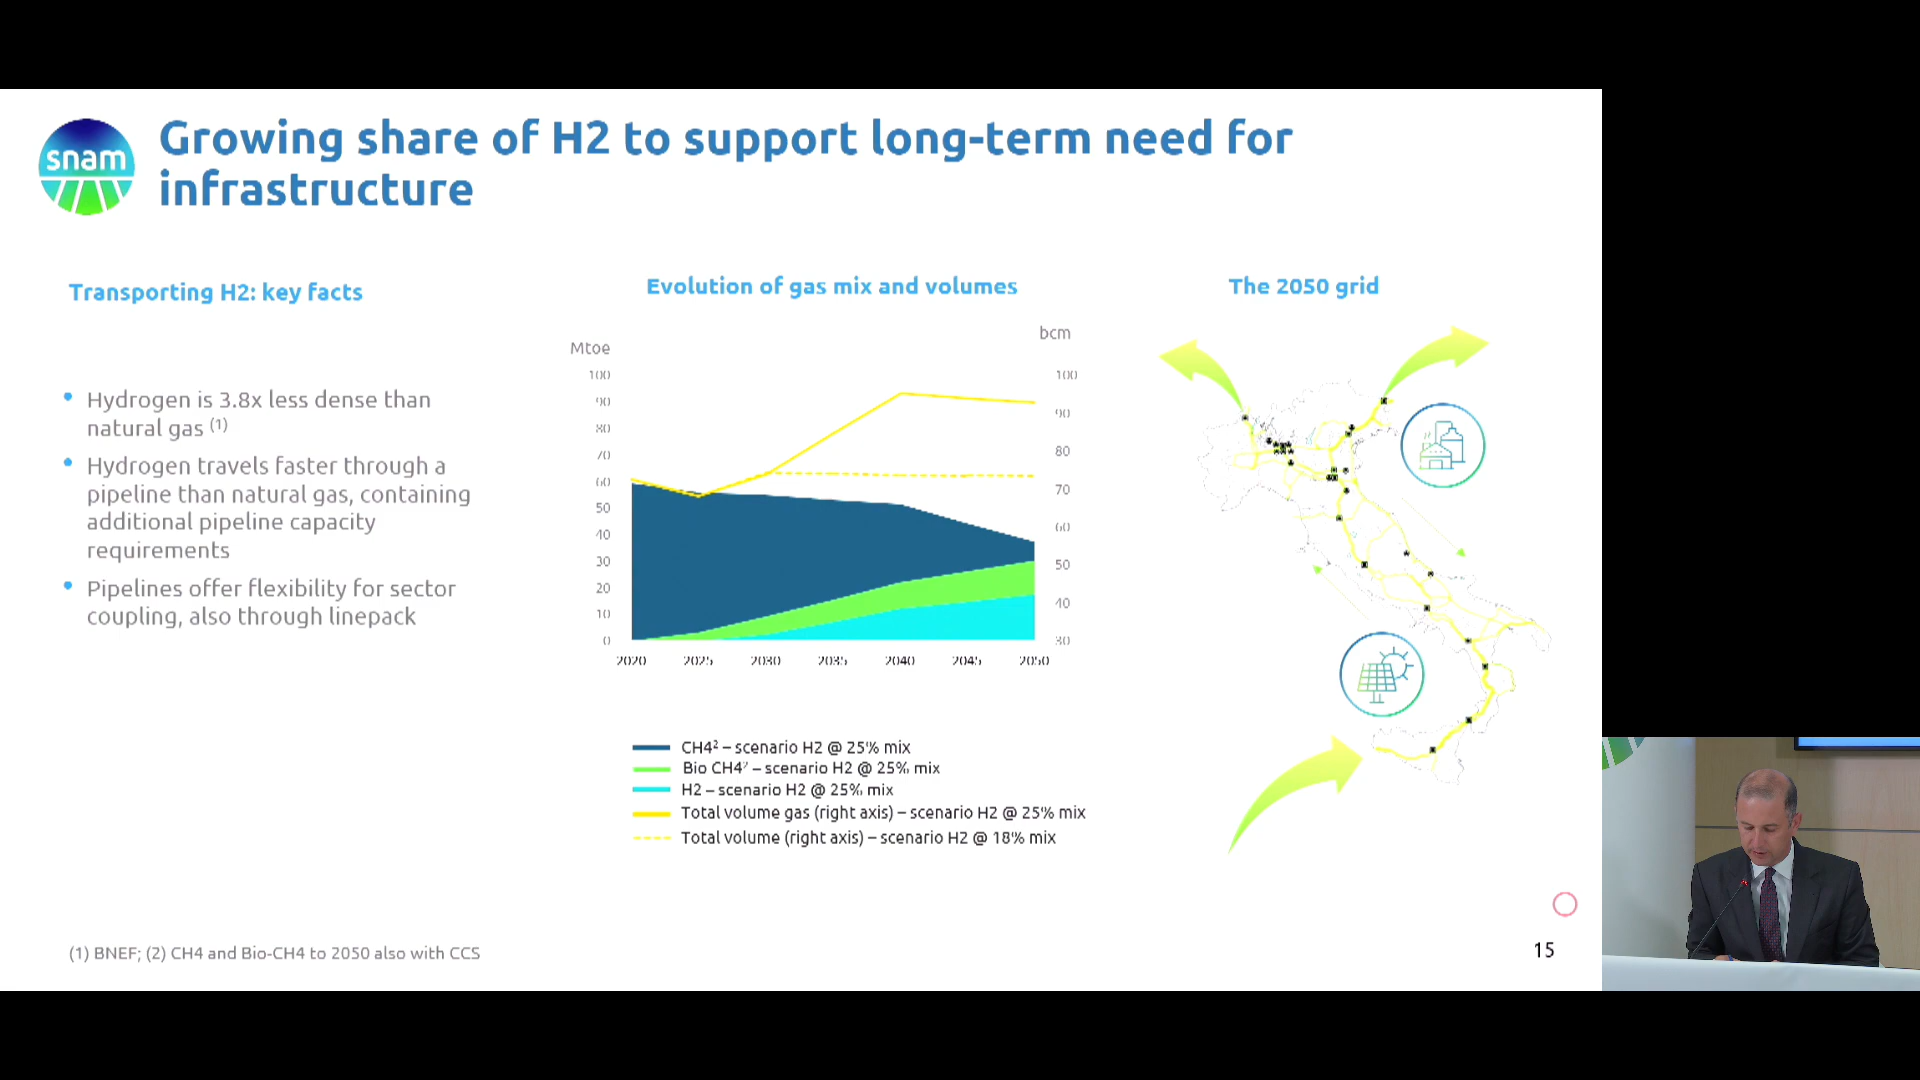 snam
Growing share of H2 to support long-term need for
infrastructure
Transporting H2: key facts
• Hydrogen is 3.8x less dense than
natural gas (1)
• Hydrogen travels faster through a
pipeline than natural gas, containing
additional pipeline capacity
requirements
• Pipelines offer flexibility for sector
coupling, also through linepack
Evolution of gas mix and volumes
Mtoe
bcm
100
90
80
70
60
50
40
30
20
10
0
100
90
80
70
60
50
40
30
2020 2025 2030 2035 2040 2045 2050
CH4² – scenario H2 @ 25% mix
Bio CH4² – scenario H2 @ 25% mix
H2 – scenario H2 @ 25% mix
Total volume gas (right axis) – scenario H2 @ 25% mix
Total volume (right axis) – scenario H2 @ 18% mix
The 2050 grid
(1) BNEF; (2) CH4 and Bio-CH4 to 2050 also with CCS
15